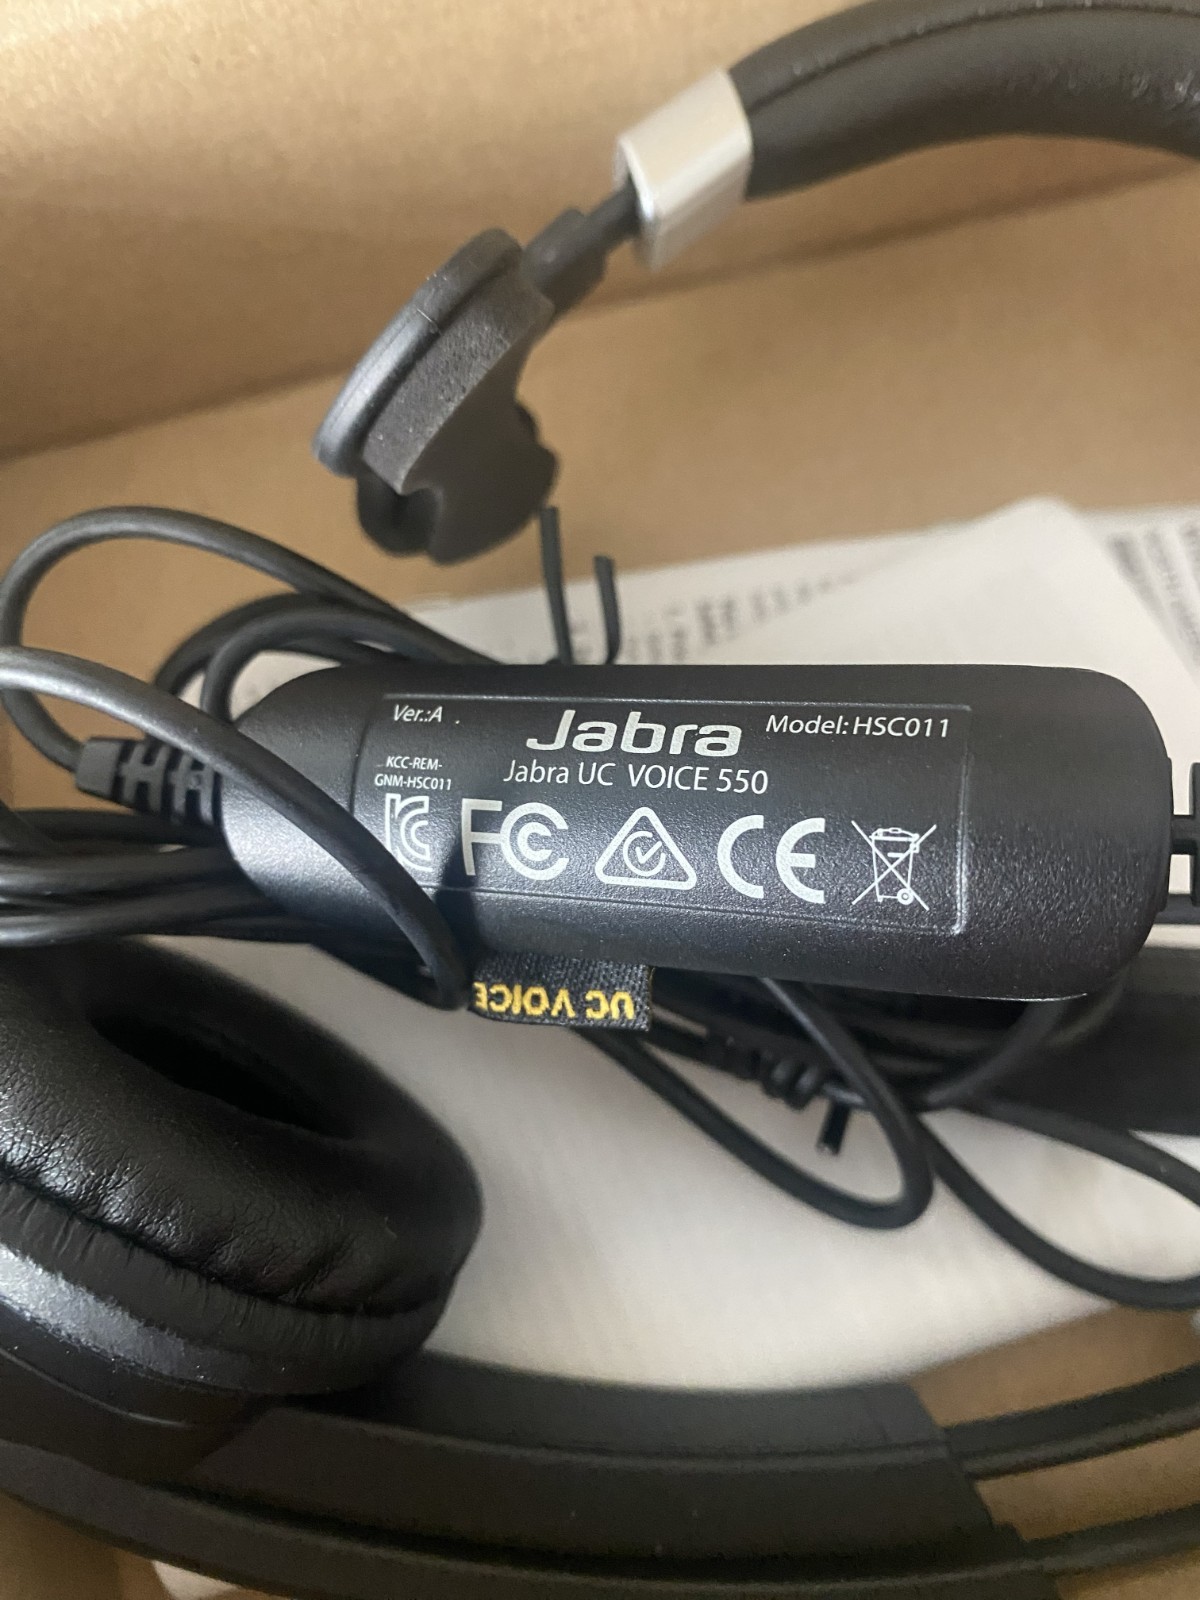 Ver.:A .
Jabra
Model: HSC011
Jabra UC VOICE 550
KCC-REM-
GNM-HSC011
FC
CE
UC VOICE